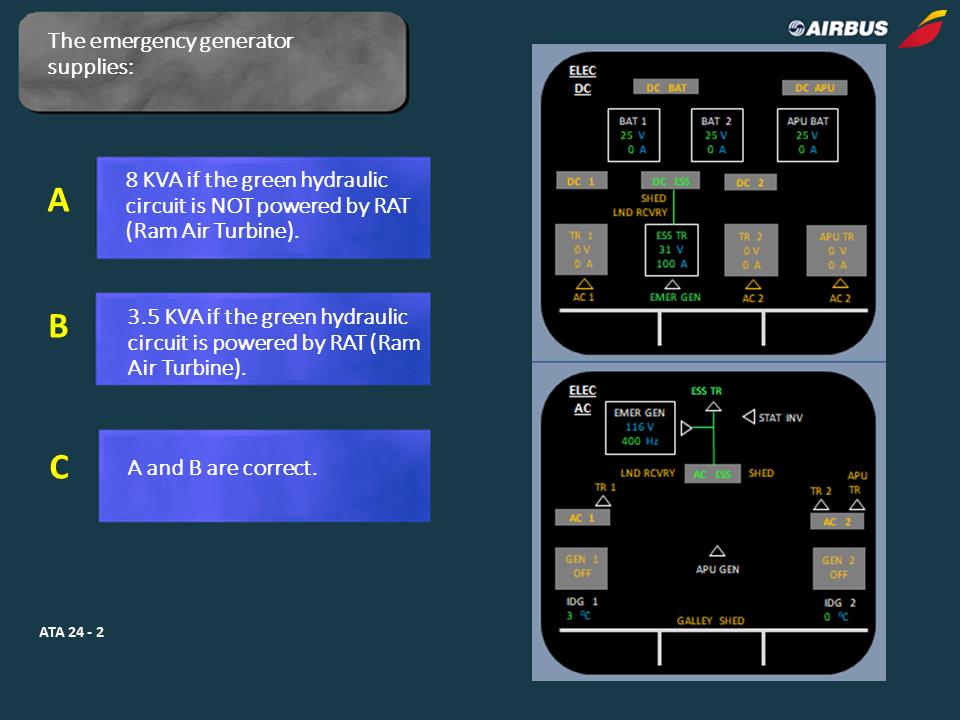 The emergency generator
supplies:
AIRBUS
A
8 KVA if the green hydraulic
circuit is NOT powered by RAT
(Ram Air Turbine).
B
3.5 KVA if the green hydraulic
circuit is powered by RAT (Ram
Air Turbine).
C
A and B are correct.
ATA 24 - 2
ELEC
DC
DC BAT
DC APU
BAT 1
25 V
0 A
BAT 2
25 V
0 A
APU BAT
25 V
0 A
DC 1
DC ESS
DC 2
SHED
LND RCVRY
TR 1
0 V
0 A
ESS TR
31 V
100 A
TR 2
0 V
0 A
APU TR
0 V
0 A
AC 1
EMER GEN
AC 2
AC 2
ELEC
AC
ESS TR
EMER GEN
116 V
400 Hz
STAT INV
LND RCVRY
AC ESS
SHED
TR 1
TR 2
APU
TR
AC 1
AC 2
GEN 1
OFF
APU GEN
GEN 2
OFF
IDG 1
3 °C
IDG 2
0 °C
GALLEY SHED